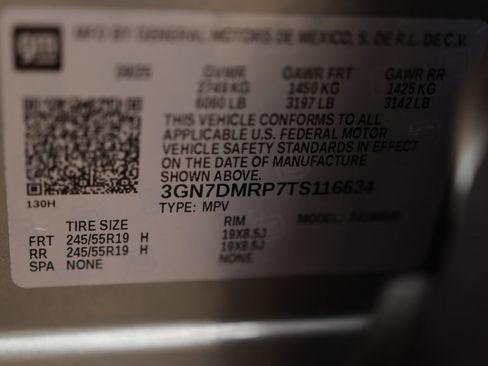 gm
MFD BY GENERAL MOTORS DE MEXICO, S. DE R.L. DE C.V.
GVWR GAWR FRT GAWR RR
2749 KG 1450 KG 1425 KG
6060 LB 3197 LB 3142 LB
THIS VEHICLE CONFORMS TO ALL
APPLICABLE U.S. FEDERAL MOTOR
VEHICLE SAFETY STANDARDS IN EFFECT
ON THE DATE OF MANUFACTURE
SHOWN ABOVE.
3GN7DMRP7TS116634
TYPE: MPV
130H
TIRE SIZE RIM MODEL:
FRT 245/55R19 H 19X8.5J
RR 245/55R19 H 19X8.5J
SPA NONE NONE